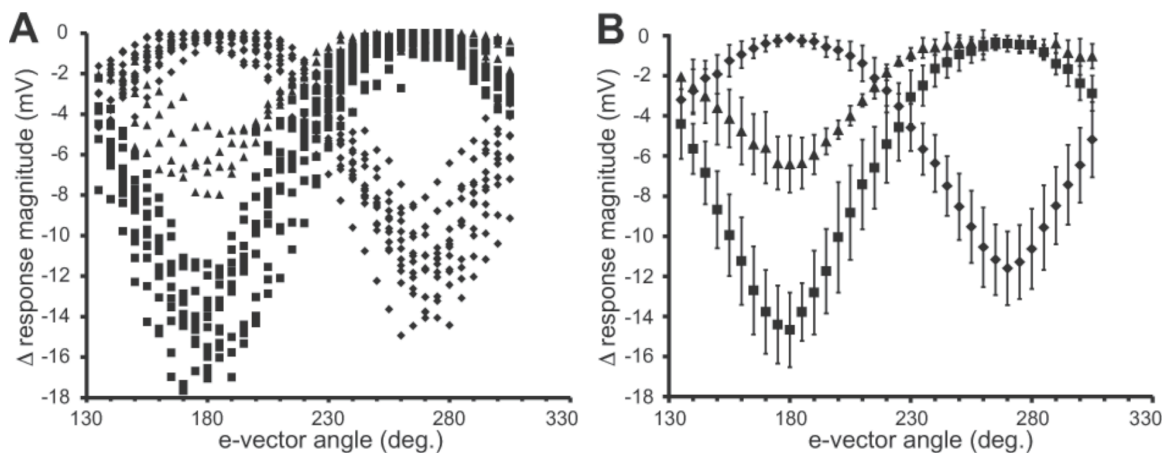 A
Δ response magnitude (mV)
0
-2
-4
-6
-8
-10
-12
-14
-16
-18
130 180 230 280 330
e-vector angle (deg.)
B
Δ response magnitude (mV)
0
-2
-4
-6
-8
-10
-12
-14
-16
-18
130 180 230 280 330
e-vector angle (deg.)